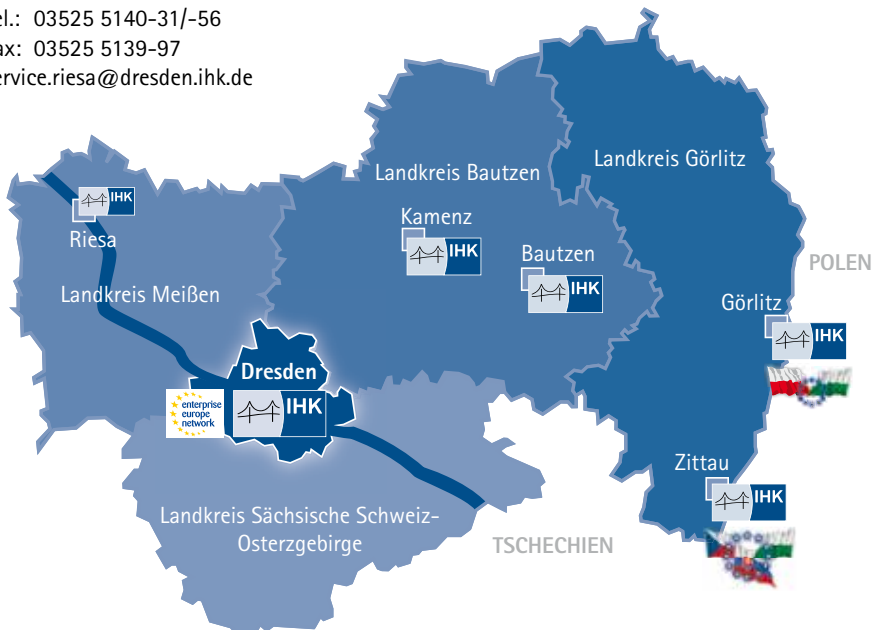 el.: 03525 5140-31/-56
ax: 03525 5139-97
ervice.riesa@dresden.ihk.de
Landkreis Bautzen
Landkreis Görlitz
IHK
Riesa
Kamenz
IHK
Bautzen
IHK
POLEN
Landkreis Meißen
Görlitz
IHK
Dresden
enterprise
europe
network
IHK
Zittau
IHK
Landkreis Sächsische Schweiz-
Osterzgebirge
TSCHECHIEN